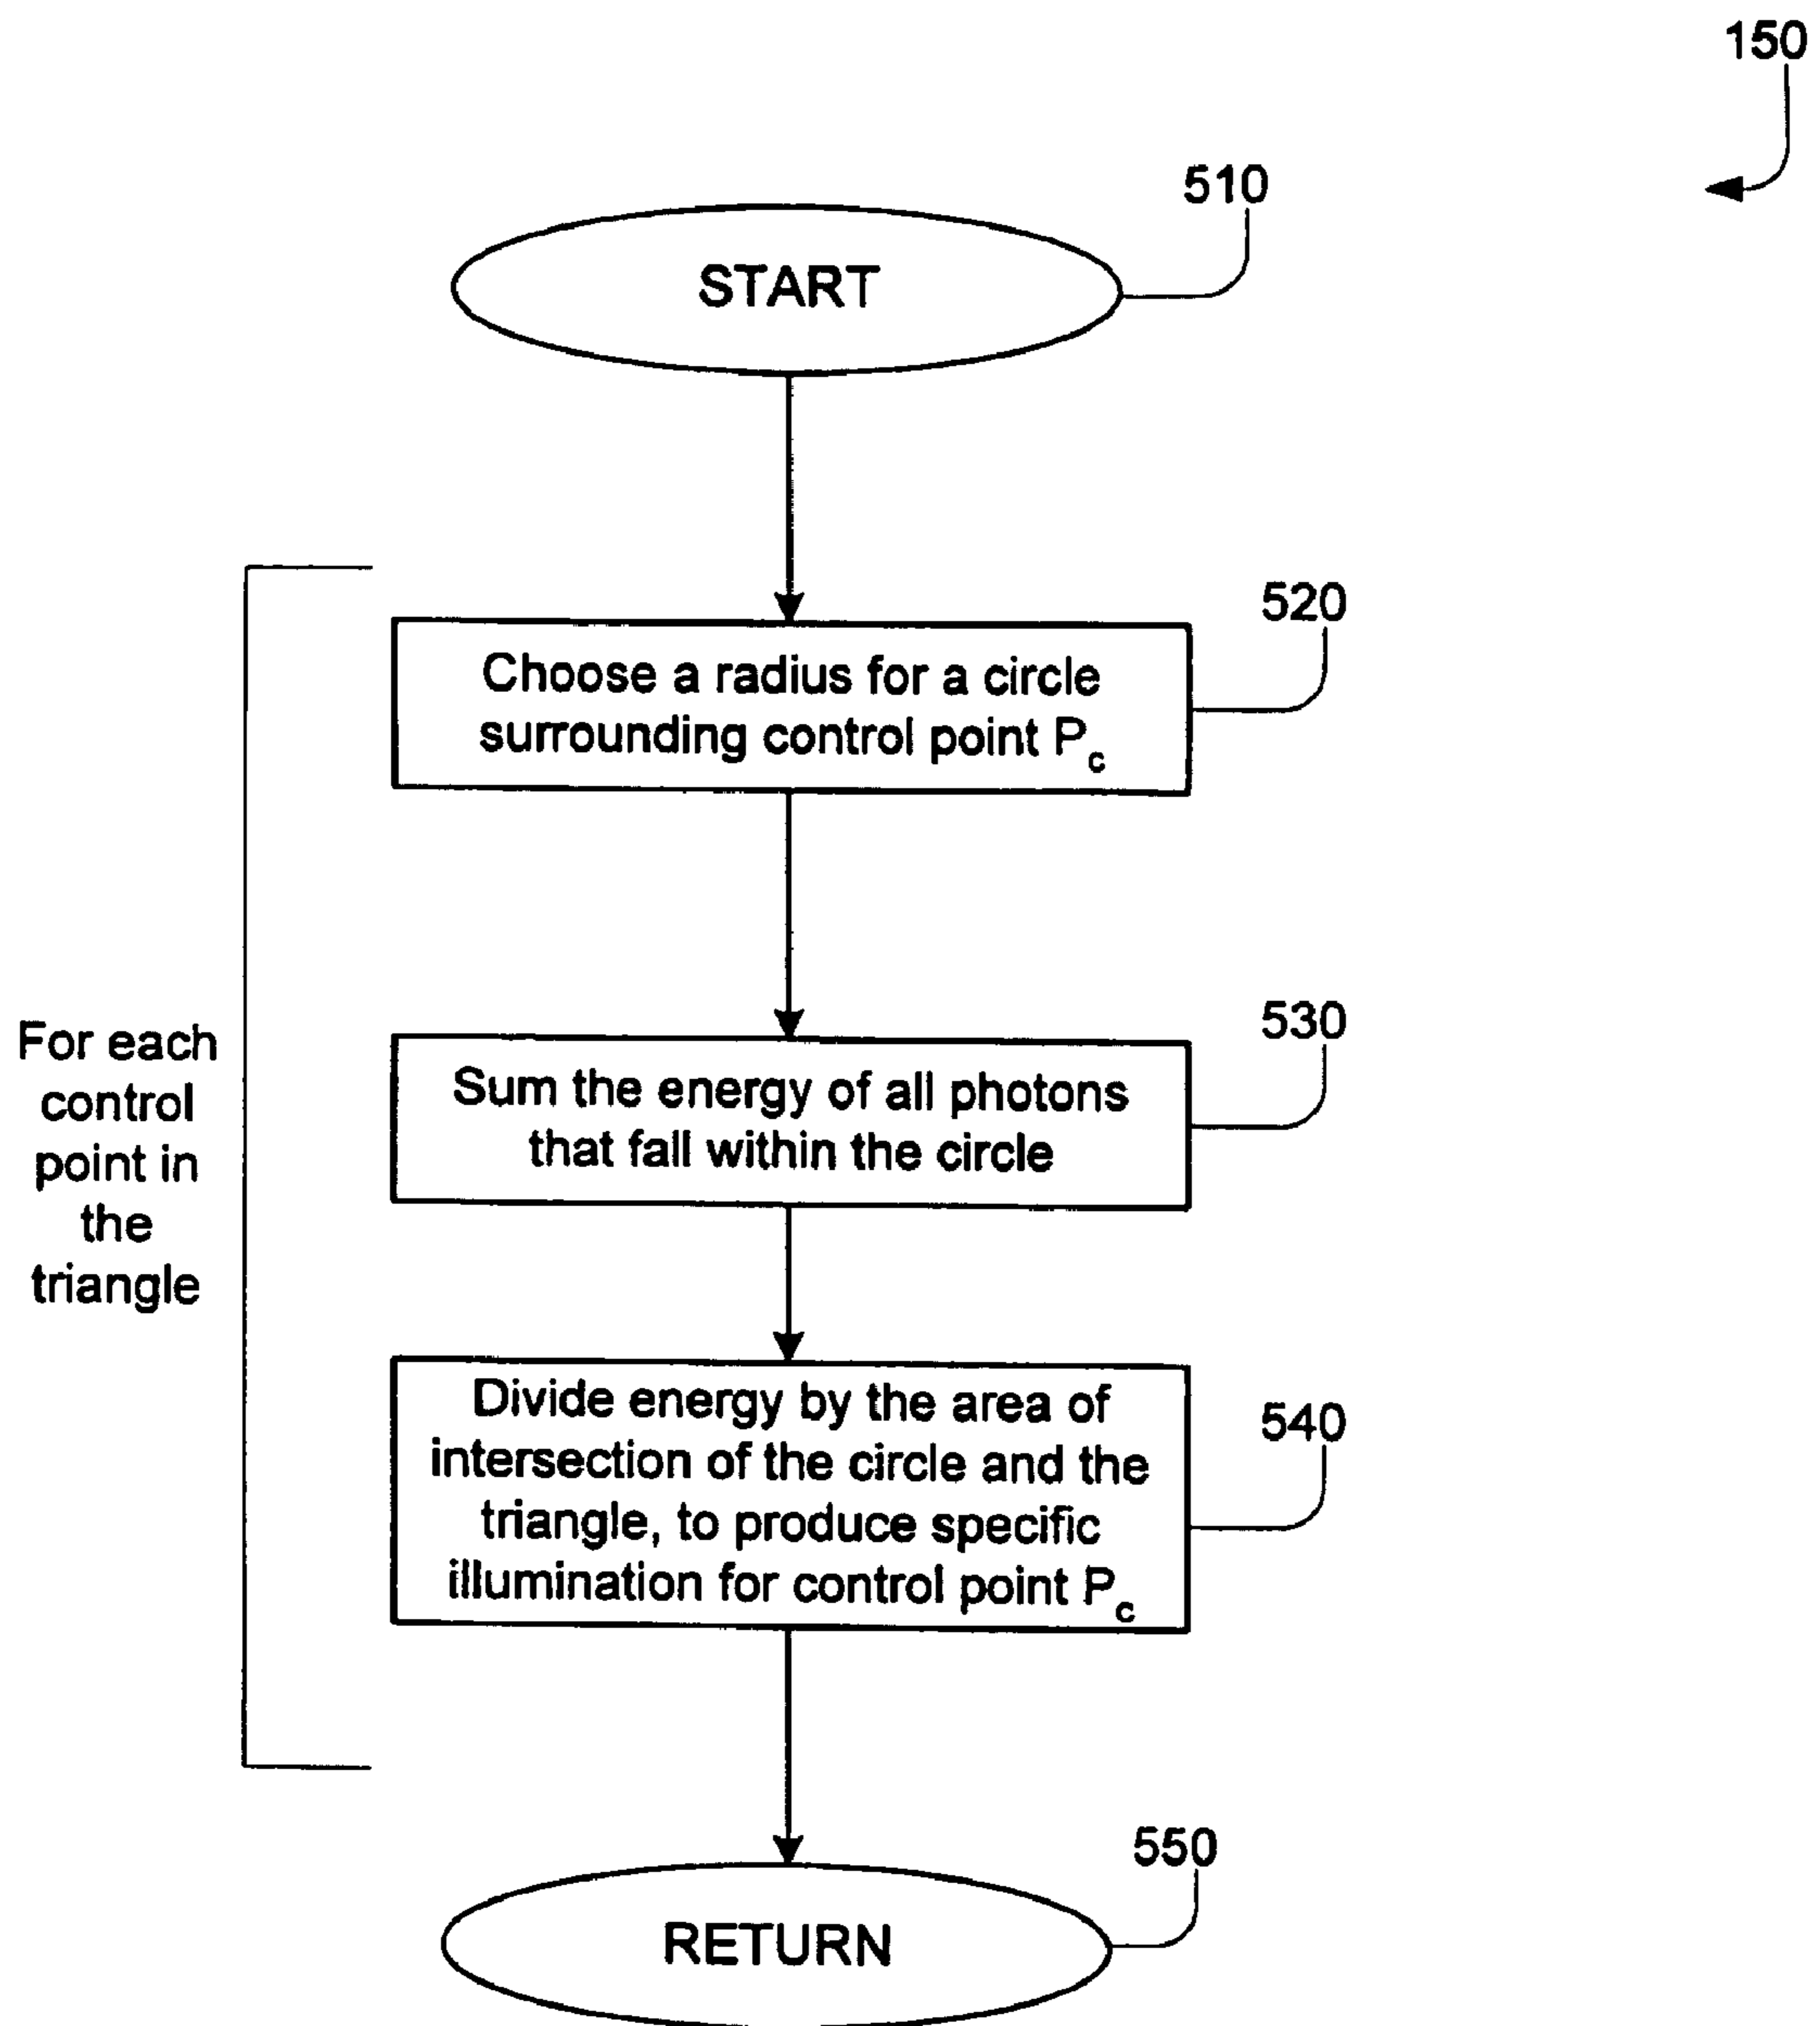 150
510
START
520
Choose a radius for a circle
surrounding control point Pc
530
For each
control
point in
the
triangle
Sum the energy of all photons
that fall within the circle
540
Divide energy by the area of
intersection of the circle and the
triangle, to produce specific
illumination for control point Pc
550
RETURN